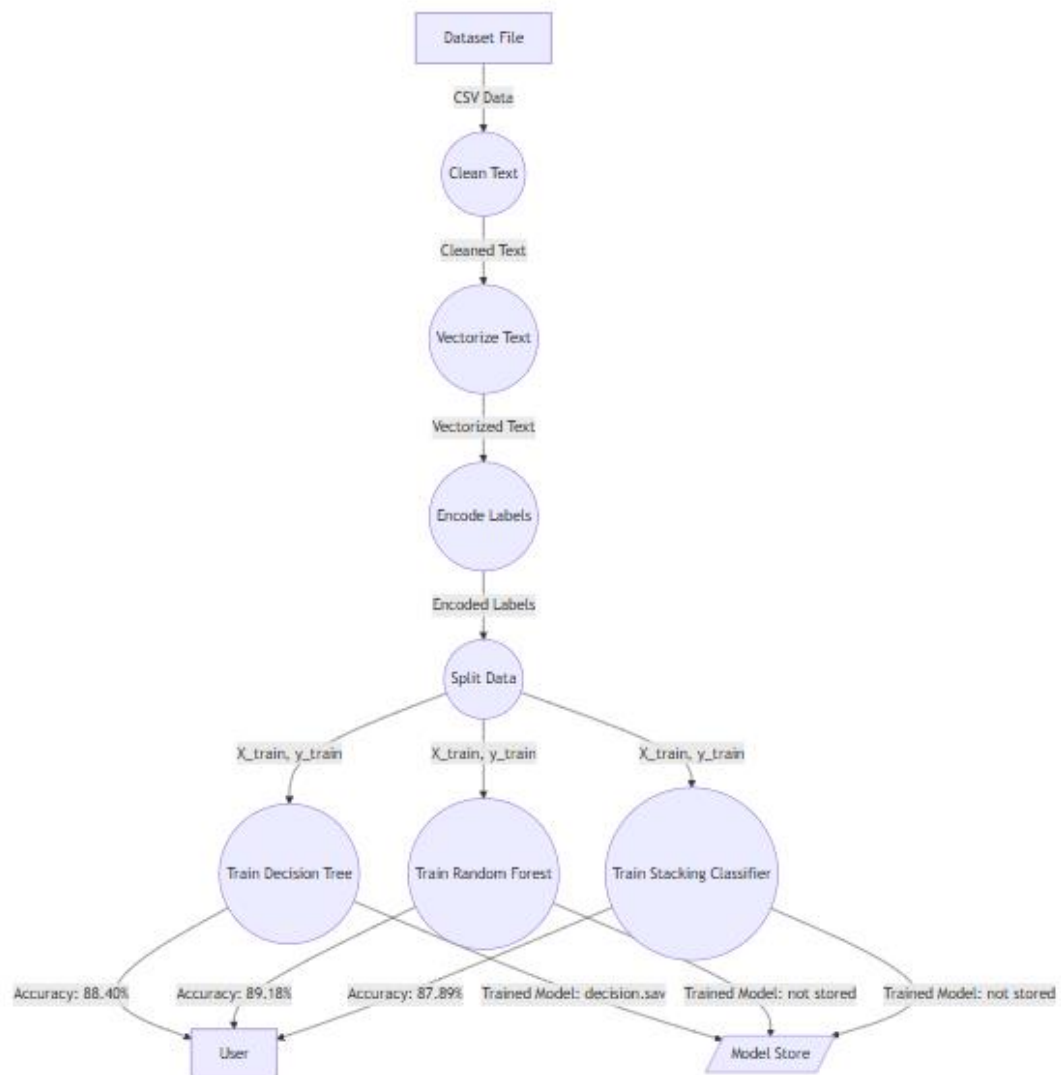 Dataset File
CSV Data
Clean Text
Cleaned Text
Vectorize Text
Vectorized Text
Encode Labels
Encoded Labels
Split Data
X_train, y_train
X_train, y_train
X_train, y_train
Train Decision Tree
Train Random Forest
Train Stacking Classifier
Accuracy: 88.40%
Accuracy: 89.18%
Accuracy: 87.89%
Trained Model: decision.sav
Trained Model: not stored
Trained Model: not stored
User
Model Store